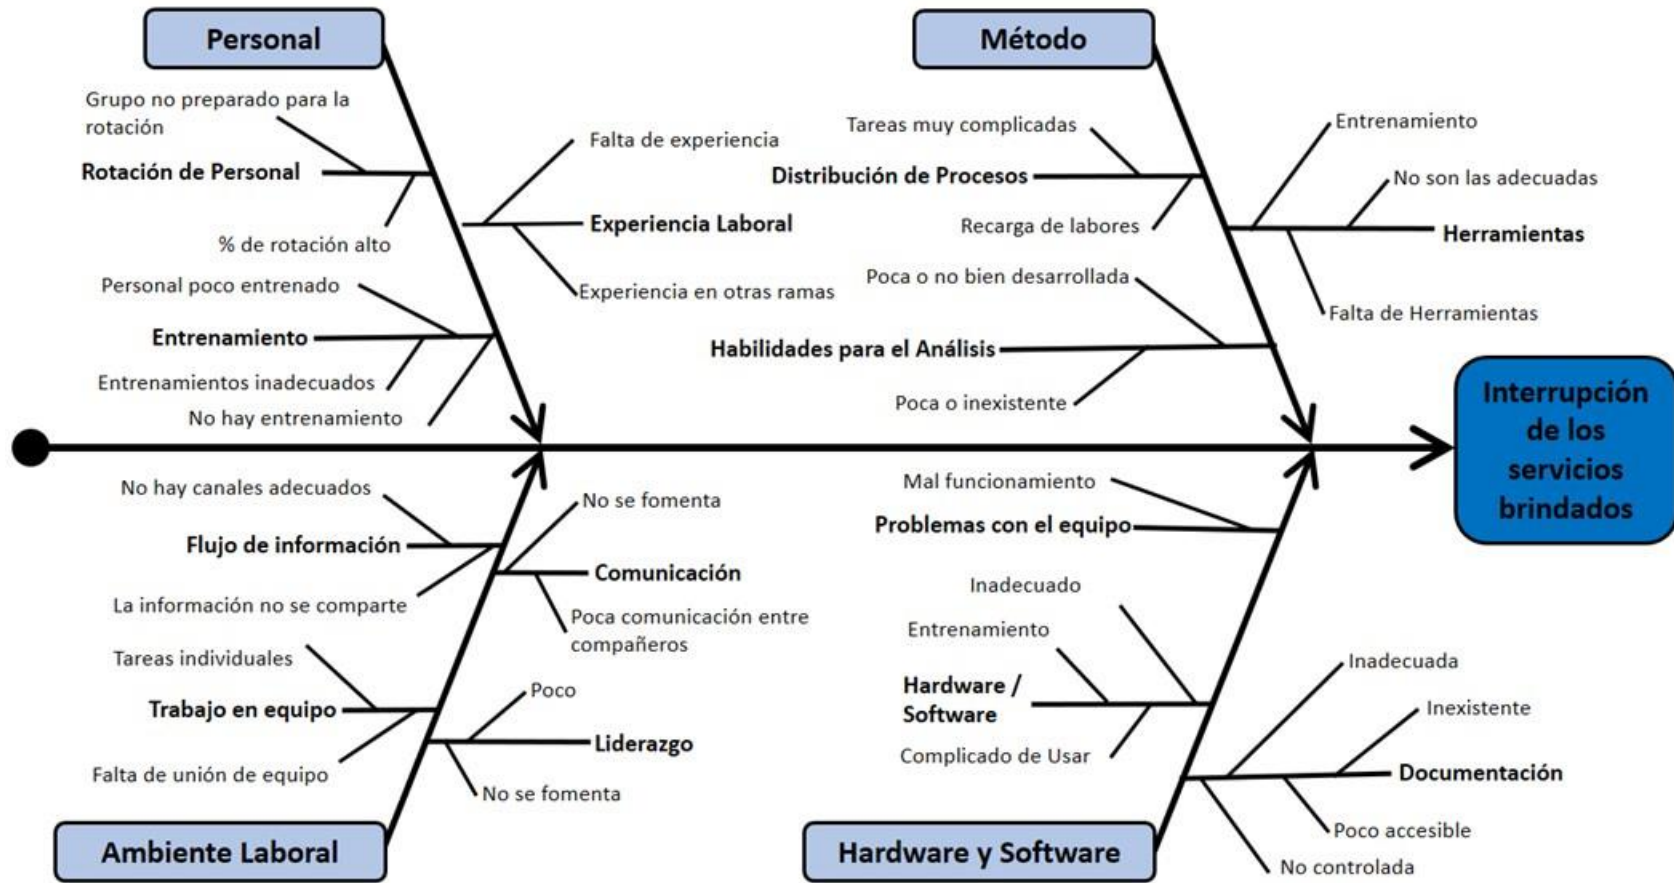 Personal
Grupo no preparado para la
rotación
Rotación de Personal
% de rotación alto
Falta de experiencia
Experiencia Laboral
Experiencia en otras ramas
Personal poco entrenado
Entrenamiento
Entrenamientos inadecuados
No hay entrenamiento
Método
Tareas muy complicadas
Distribución de Procesos
Recarga de labores
Entrenamiento
No son las adecuadas
Herramientas
Falta de Herramientas
Poca o no bien desarrollada
Habilidades para el Análisis
Poca o inexistente
Interrupción
de los
servicios
brindados
No hay canales adecuados
Flujo de información
La información no se comparte
No se fomenta
Comunicación
Poca comunicación entre
compañeros
Tareas individuales
Trabajo en equipo
Falta de unión de equipo
Poco
Liderazgo
No se fomenta
Ambiente Laboral
Mal funcionamiento
Problemas con el equipo
Inadecuado
Entrenamiento
Hardware /
Software
Complicado de Usar
Inadecuada
Inexistente
Documentación
Poco accesible
No controlada
Hardware y Software